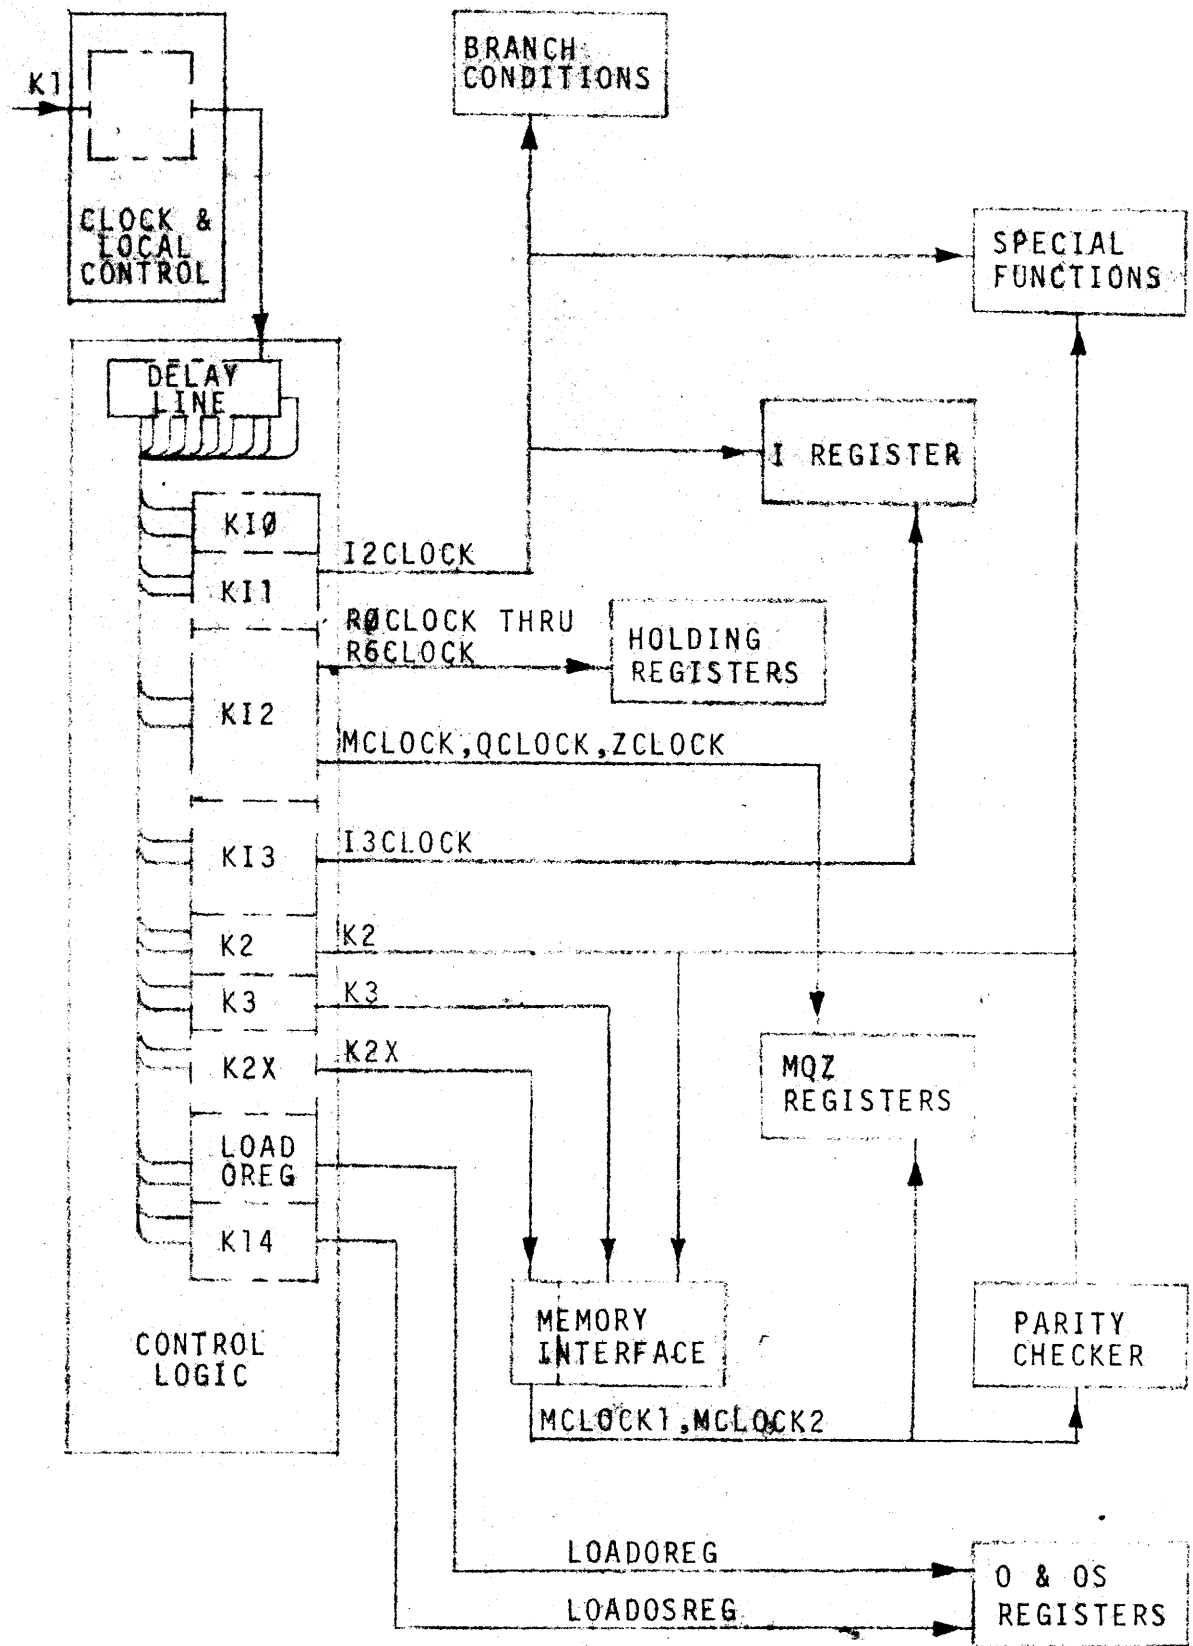 K1
CLOCK &
LOCAL
CONTROL
BRANCH
CONDITIONS
SPECIAL
FUNCTIONS
DELAY
LINE
I REGISTER
KIØ
I2CLOCK
KI1
RØCLOCK THRU
R6CLOCK
HOLDING
REGISTERS
KI2
MCLOCK,QCLOCK,ZCLOCK
I3CLOCK
KI3
K2
K2
K3
K3
K2X
K2X
MQZ
REGISTERS
LOAD
OREG
K14
MEMORY
INTERFACE
PARITY
CHECKER
CONTROL
LOGIC
MCLOCK1,MCLOCK2
LOADOREG
LOADOSREG
O & OS
REGISTERS